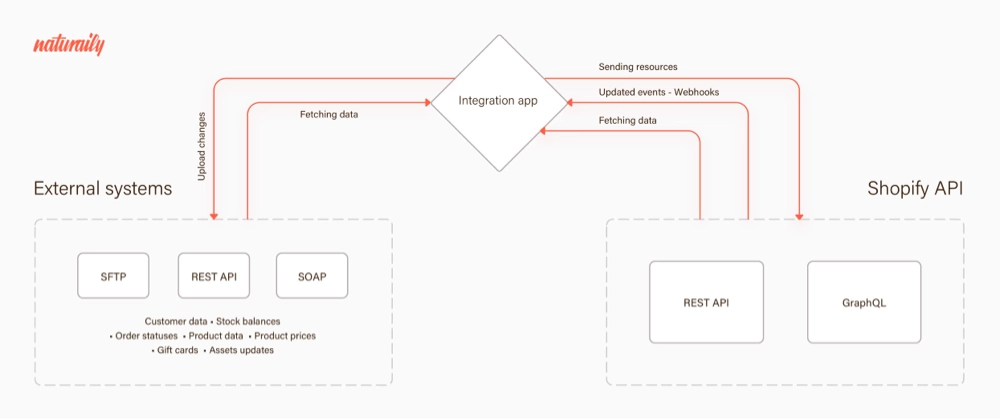 naturaily
Sending resources
Updated events - Webhooks
Integration app
Fetching data
Fetching data
Upload changes
External systems
Shopify API
SFTP
REST API
SOAP
Customer data • Stock balances
• Order statuses • Product data • Product prices
• Gift cards • Assets updates
REST API
GraphQL